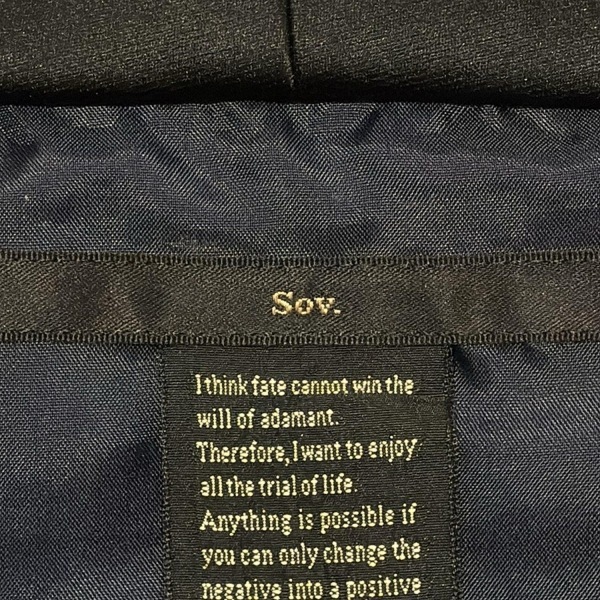 Sov.
I think fate cannot win the
will of adamant.
Therefore, I want to enjoy
all the trial of life.
Anything is possible if
you can only change the
negative into a positive